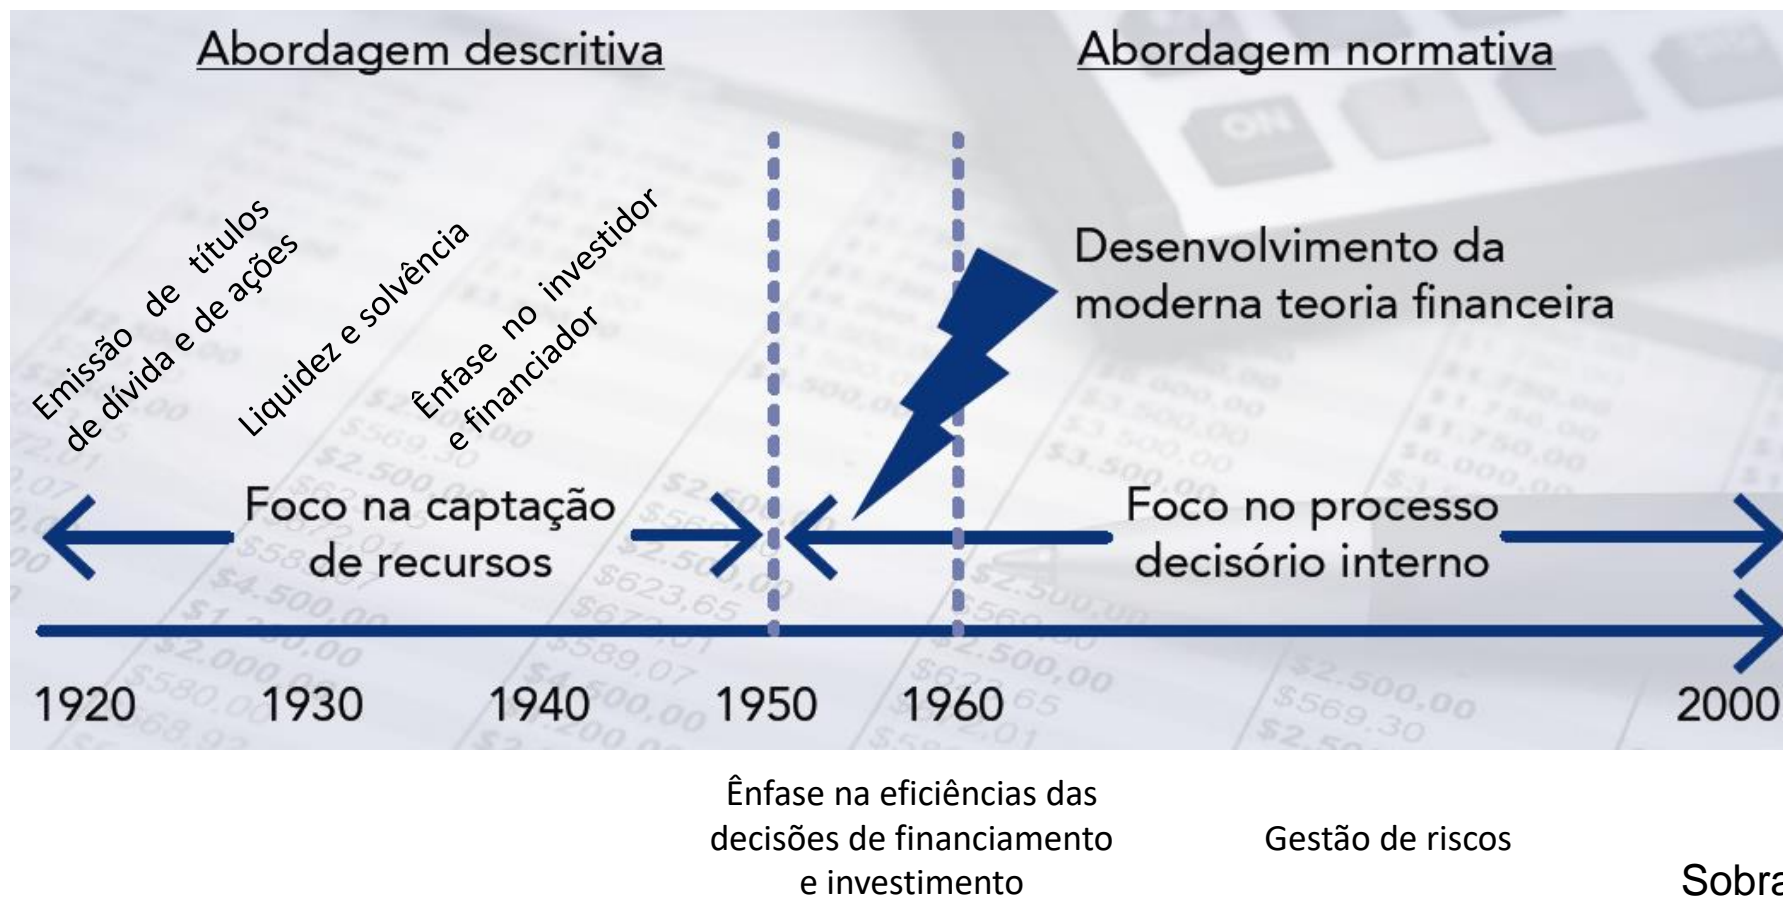 Abordagem descritiva
Abordagem normativa
Emissão de títulos
de dívida e de ações
Liquidez e solvência
Ênfase no investidor
e financiador
Desenvolvimento da
moderna teoria financeira
Foco na captação
de recursos
Foco no processo
decisório interno
1920 1930 1940 1950 1960 2000
Ênfase na eficiências das
decisões de financiamento
e investimento
Gestão de riscos